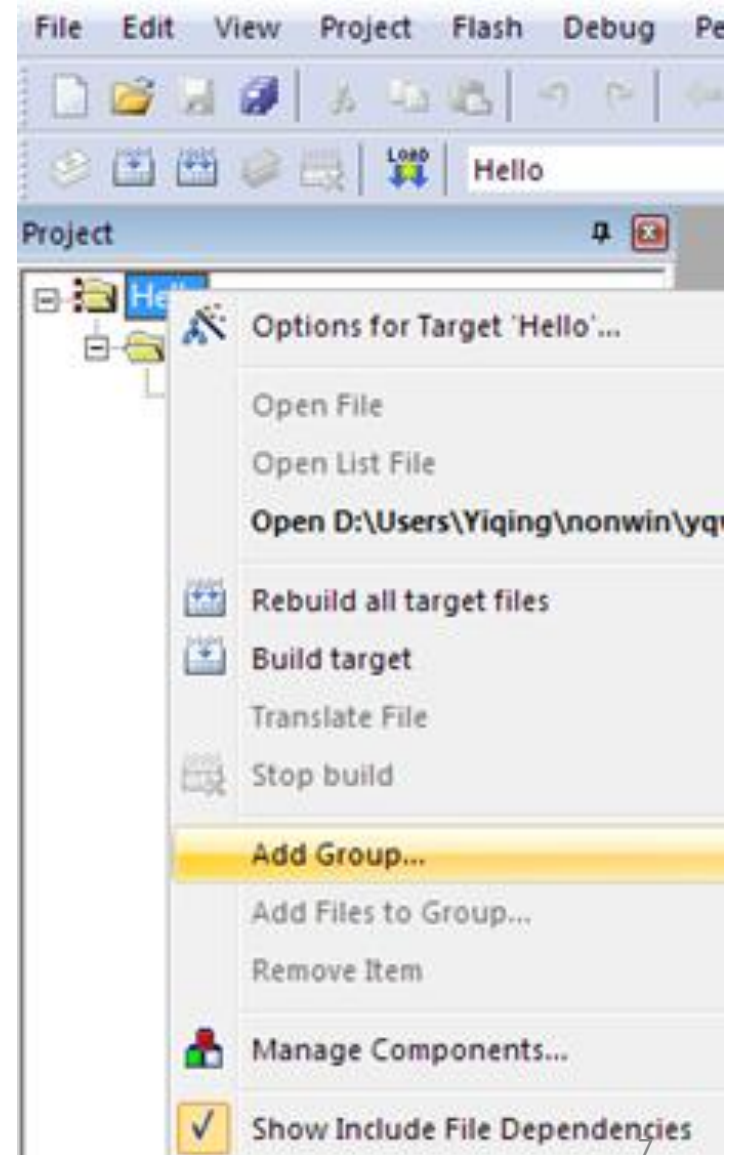 File Edit View Project Flash Debug
LOAD Hello
Project
Options for Target 'Hello'...
Open File
Open List File
Open D:\Users\Yiqing\nonwin\
Rebuild all target files
Build target
Translate File
Stop build
Add Group...
Add Files to Group...
Remove Item
Manage Components...
Show Include File Dependencies
7